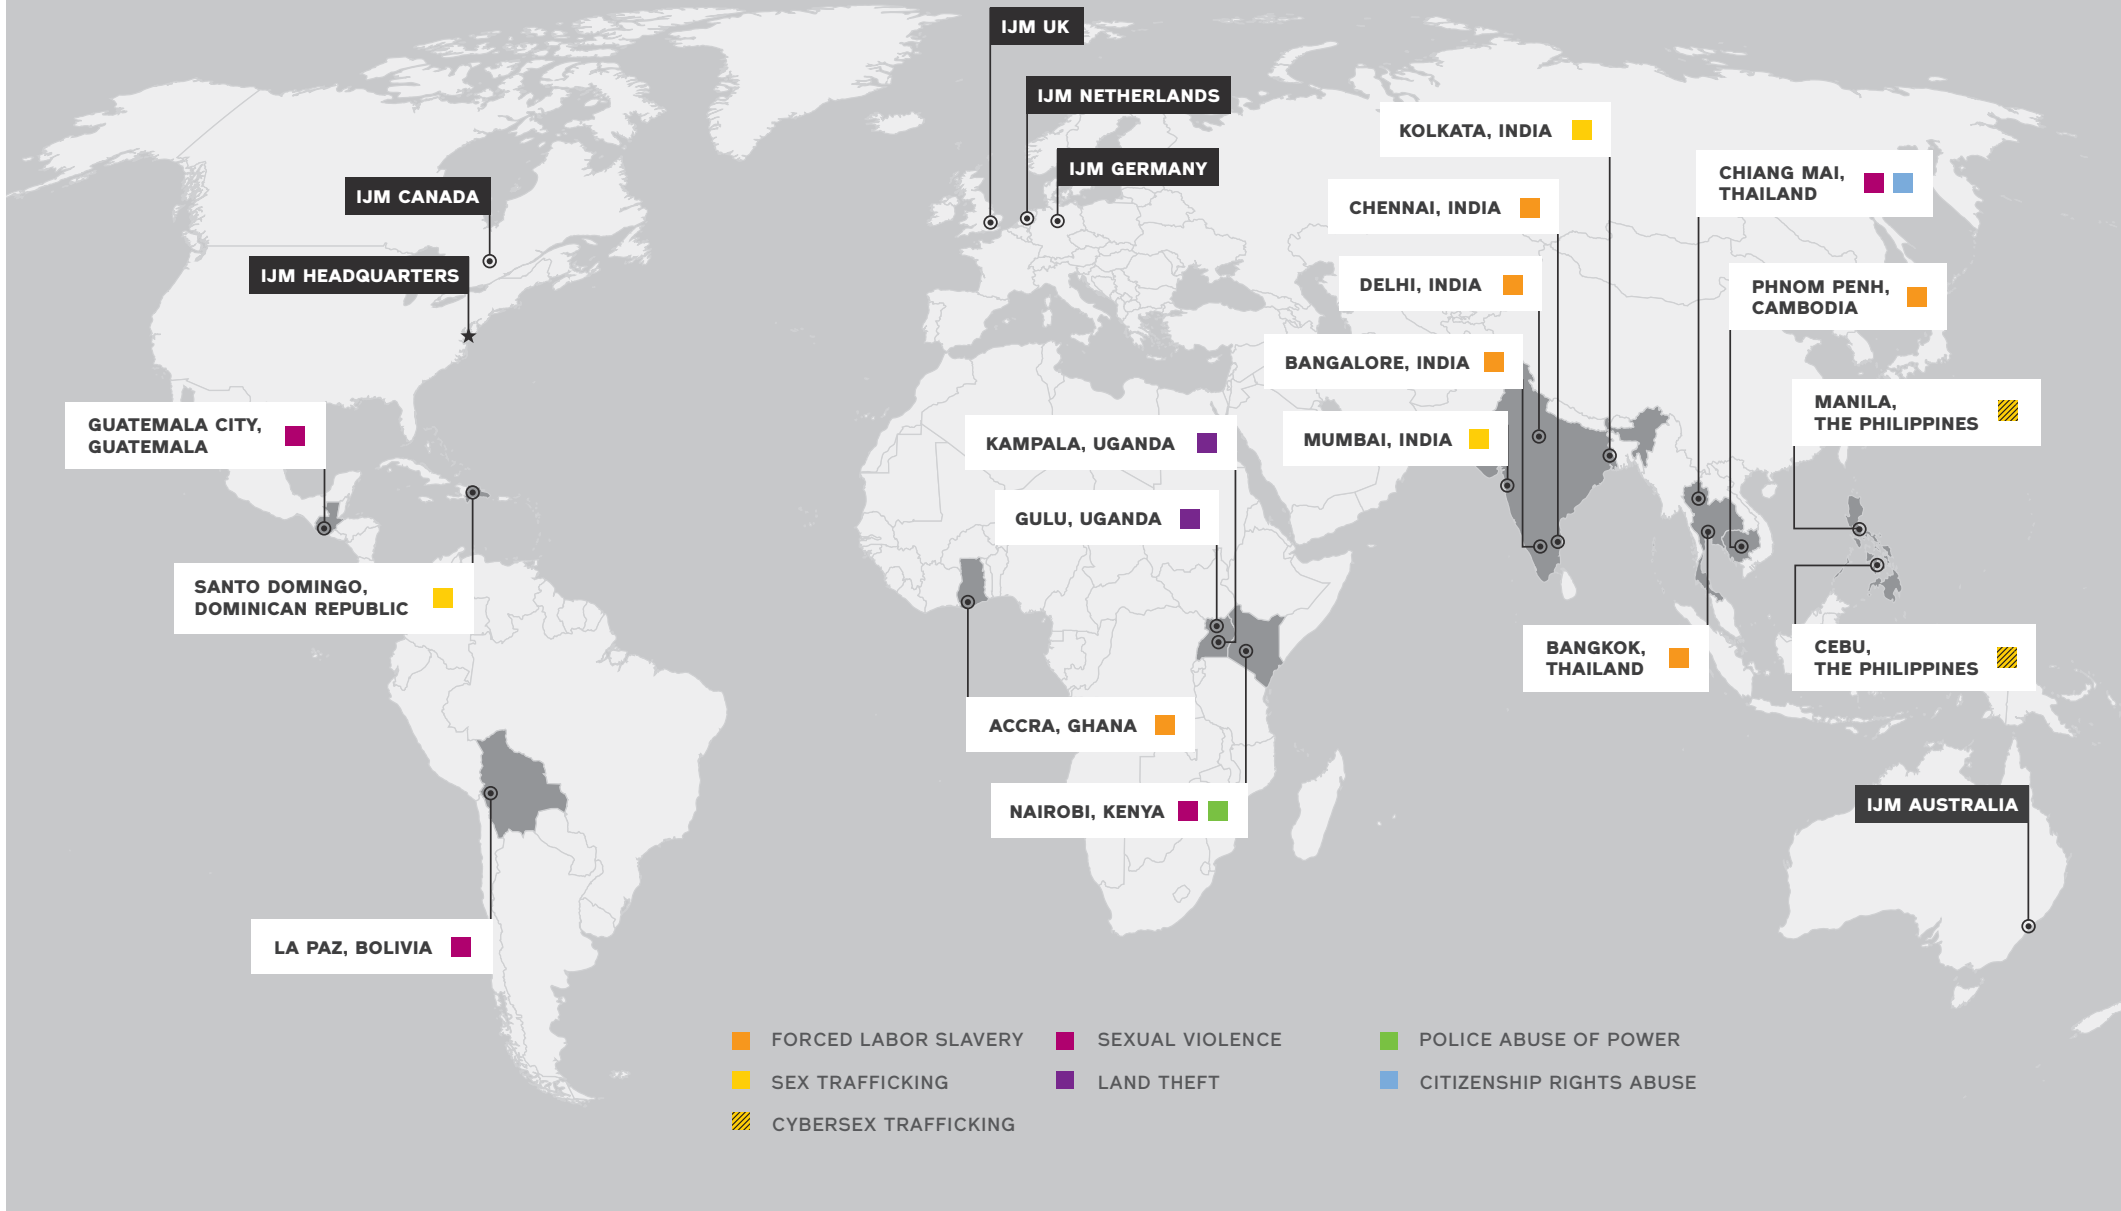 IJM UK
IJM NETHERLANDS
IJM GERMANY
IJM CANADA
IJM HEADQUARTERS
KOLKATA, INDIA
CHENNAI, INDIA
DELHI, INDIA
BANGALORE, INDIA
MUMBAI, INDIA
CHIANG MAI,
THAILAND
PHNOM PENH,
CAMBODIA
MANILA,
THE PHILIPPINES
GUATEMALA CITY,
GUATEMALA
KAMPALA, UGANDA
GULU, UGANDA
SANTO DOMINGO,
DOMINICAN REPUBLIC
BANGKOK,
THAILAND
CEBU,
THE PHILIPPINES
ACCRA, GHANA
NAIROBI, KENYA
IJM AUSTRALIA
LA PAZ, BOLIVIA
FORCED LABOR SLAVERY
SEX TRAFFICKING
CYBERSEX TRAFFICKING
SEXUAL VIOLENCE
LAND THEFT
POLICE ABUSE OF POWER
CITIZENSHIP RIGHTS ABUSE